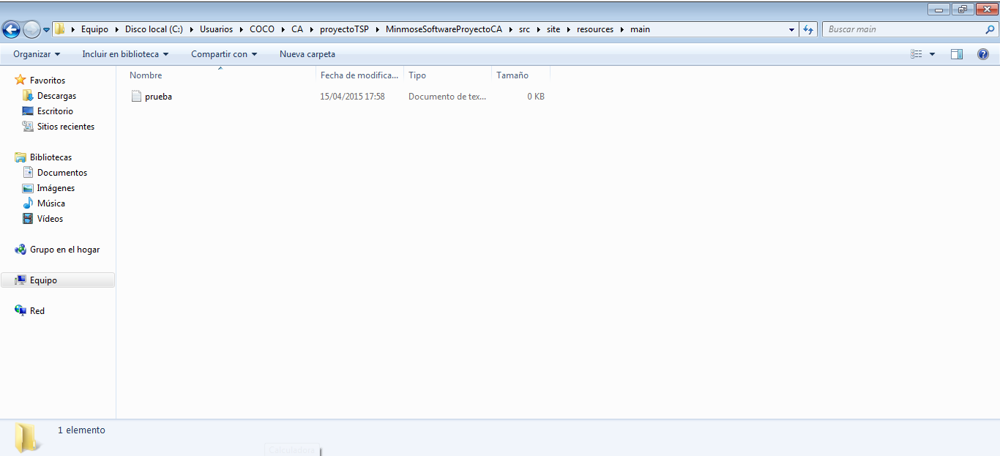 Equipo Disco local (C:) Usuarios COCO CA proyectoTSP MinmoseSoftwareProyectoCA src site resources main Buscar main
Organizar Incluir en biblioteca Compartir con Nueva carpeta
Favoritos
Descargas
Escritorio
Sitios recientes
Bibliotecas
Documentos
Imágenes
Música
Vídeos
Grupo en el hogar
Equipo
Red
Nombre Fecha de modifica... Tipo Tamaño
prueba 15/04/2015 17:58 Documento de tex... 0 KB
1 elemento